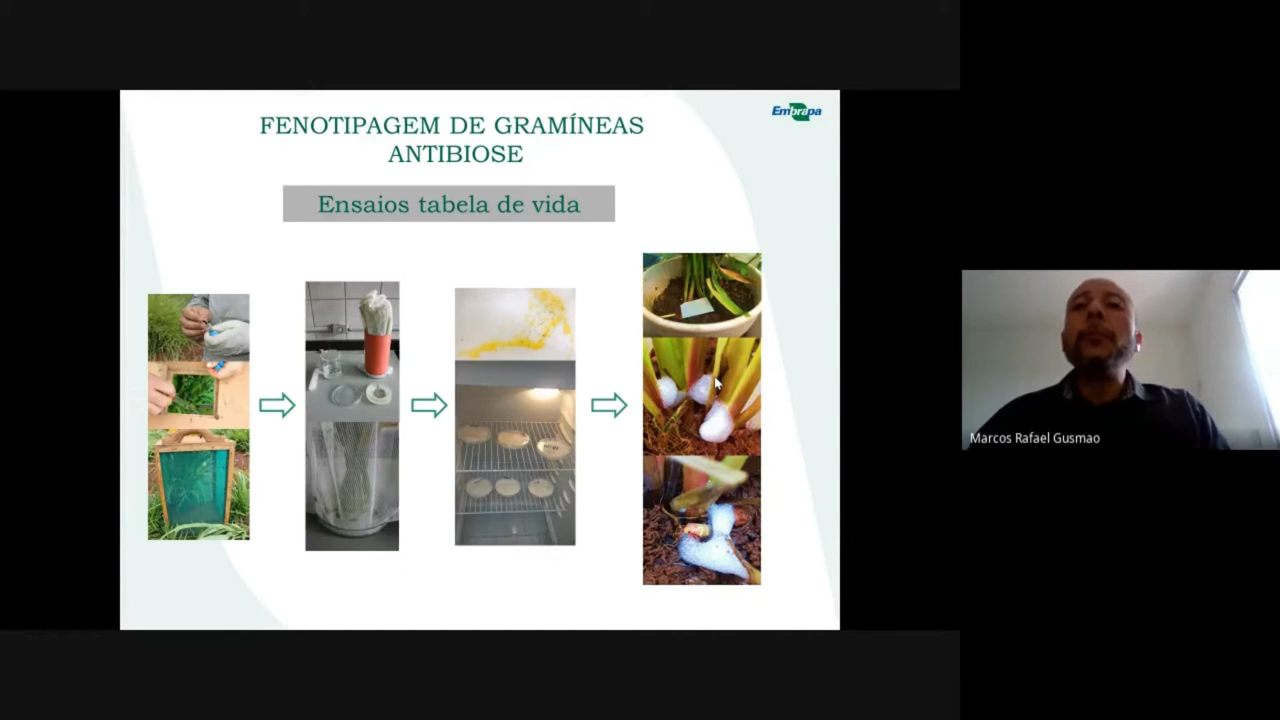 Embrapa
FENOTIPAGEM DE GRAMÍNEAS
ANTIBIOSE
Ensaios tabela de vida
Marcos Rafael Gusmao